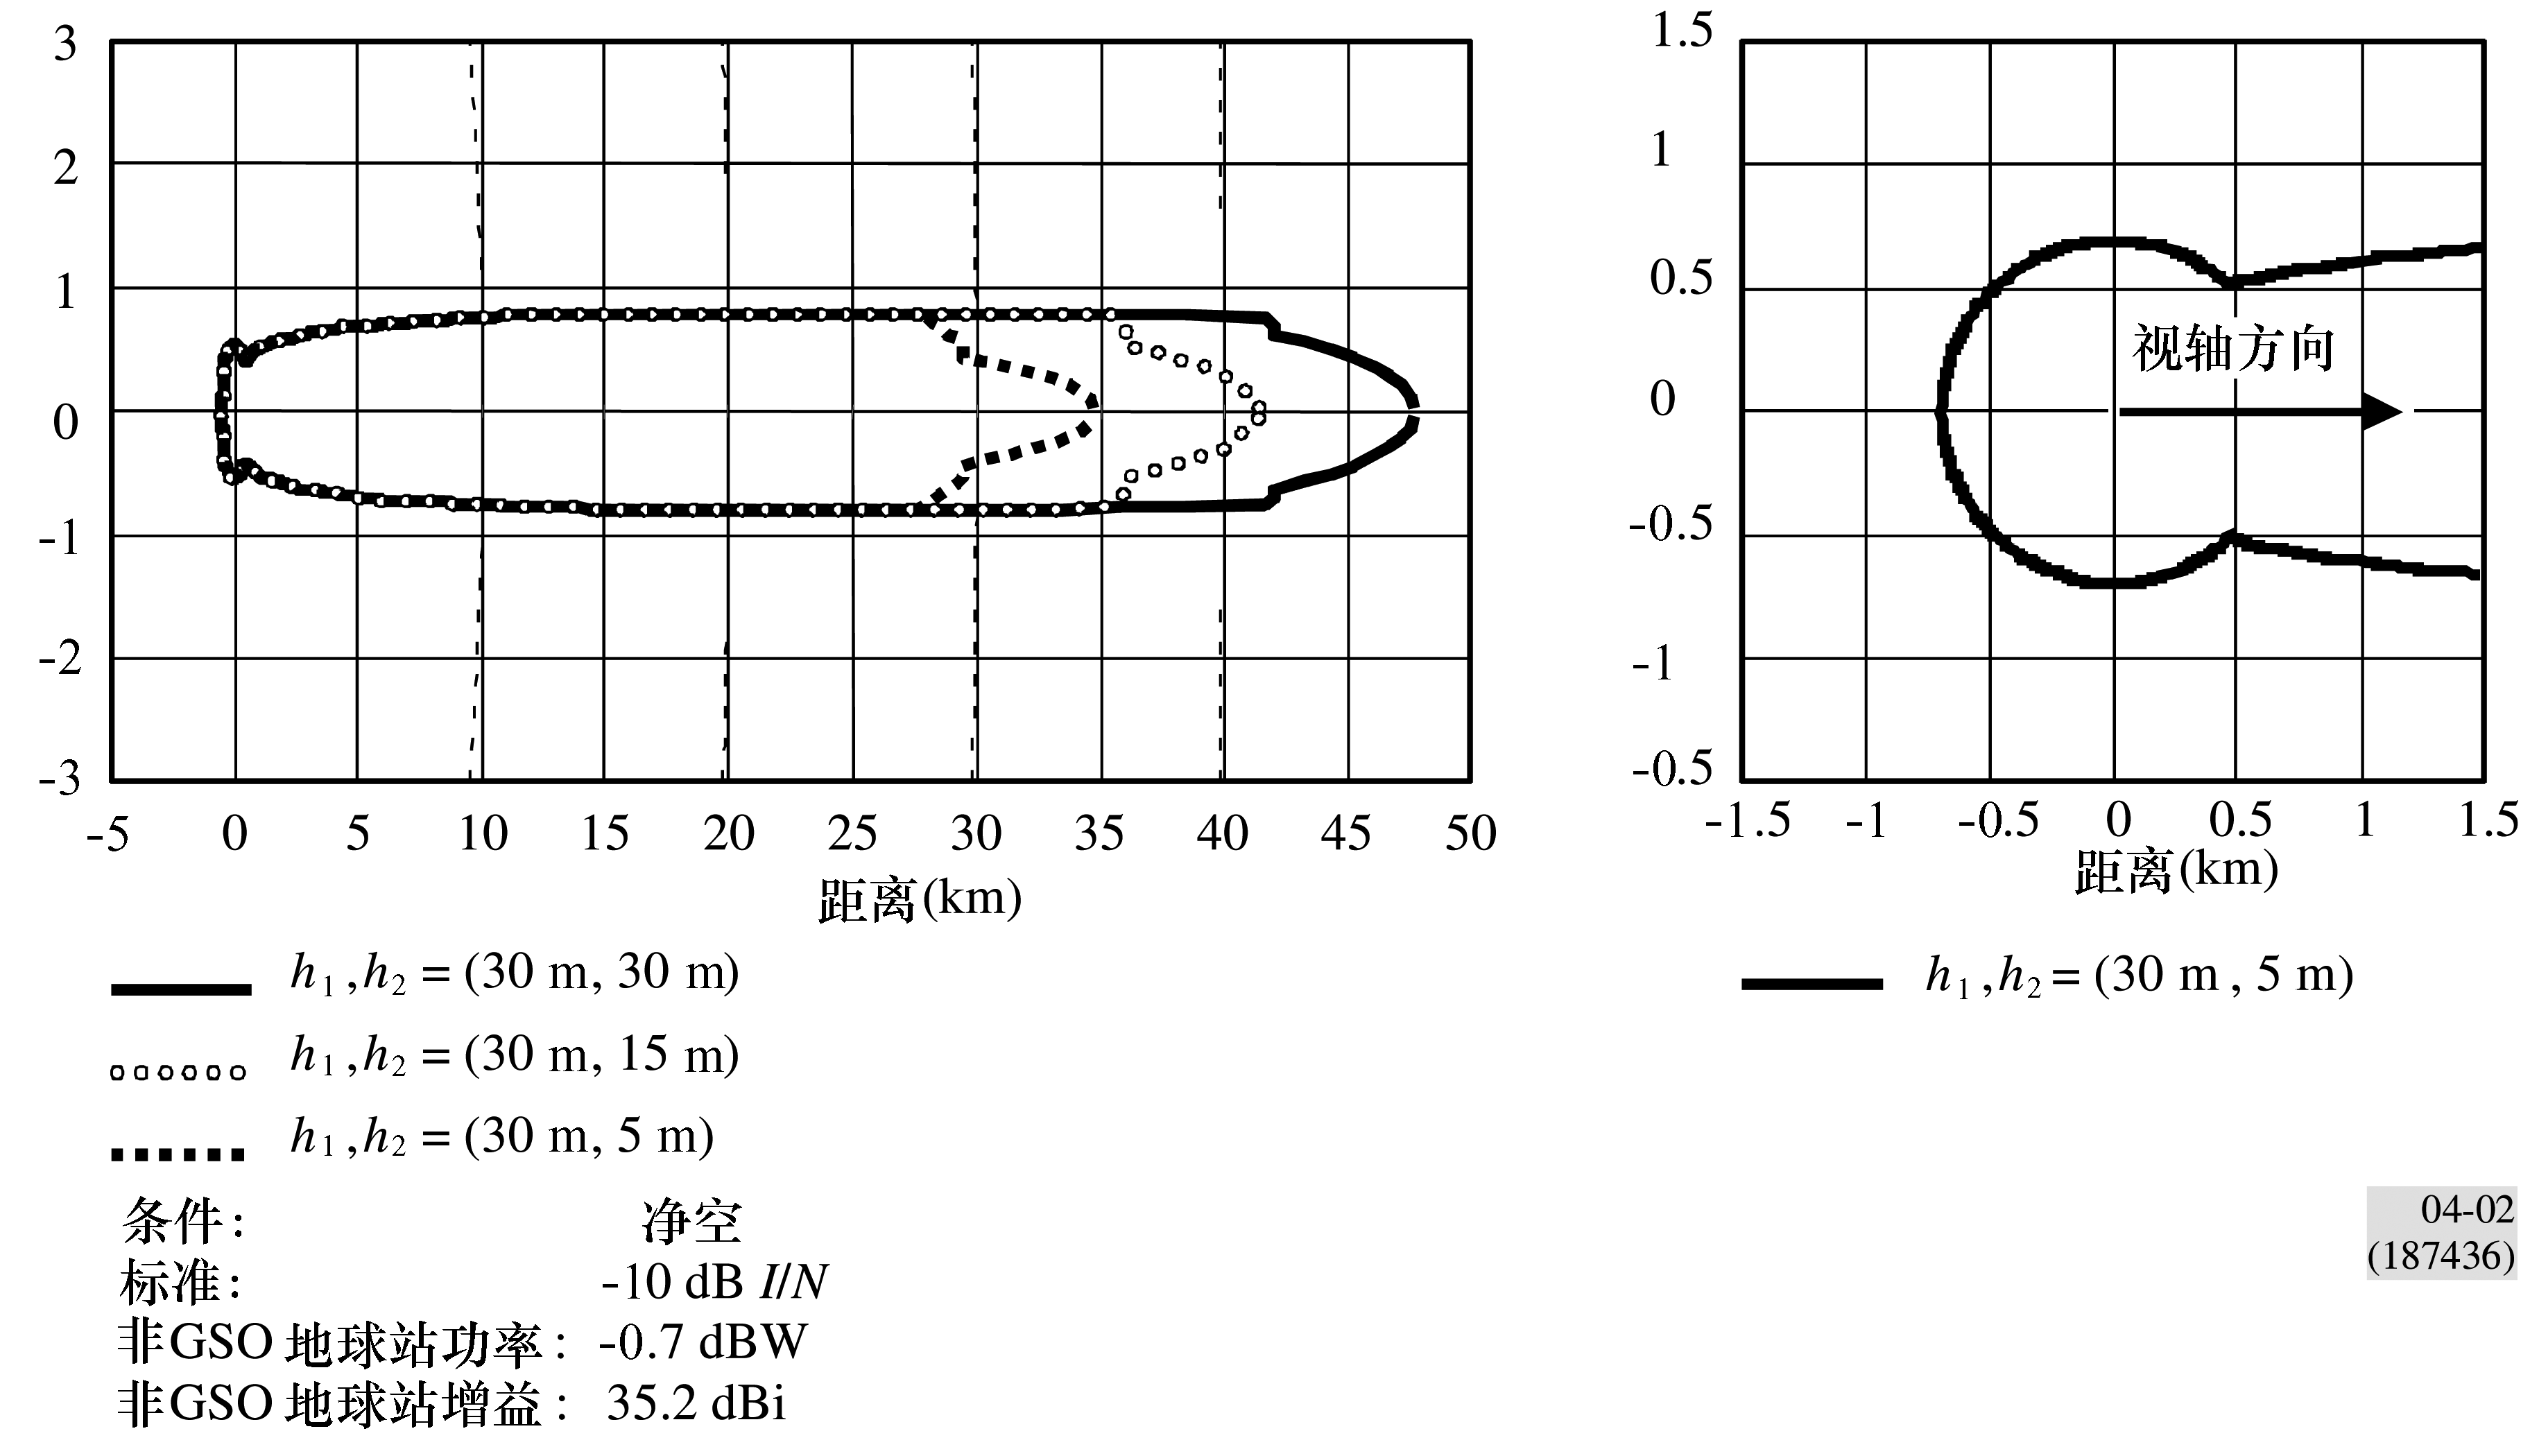 3
2
1
0
-1
-2
-3
-5 0 5 10 15 20 25 30 35 40 45 50
距离(km)
h1,h2 = (30 m, 30 m)
h1,h2 = (30 m, 15 m)
h1,h2 = (30 m, 5 m)
条件: 净空
标准: -10 dB I/N
非GSO地球站功率: -0.7 dBW
非GSO地球站增益: 35.2 dBi
1.5
1
0.5
0
-0.5
-1
-0.5
视轴方向
-1.5 -1 -0.5 0 0.5 1 1.5
距离(km)
h1,h2 = (30 m, 5 m)
04-02
(187436)